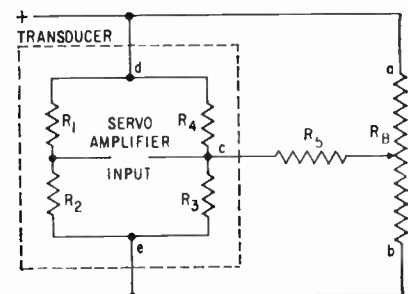 +
TRANSDUCER
d
a
R1
SERVO
AMPLIFIER
INPUT
R4
c
R5
RB
R2
R3
e
b